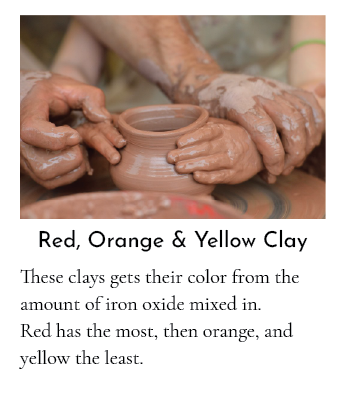 Red, Orange & Yellow Clay
These clays gets their color from the
amount of iron oxide mixed in.
Red has the most, then orange, and
yellow the least.